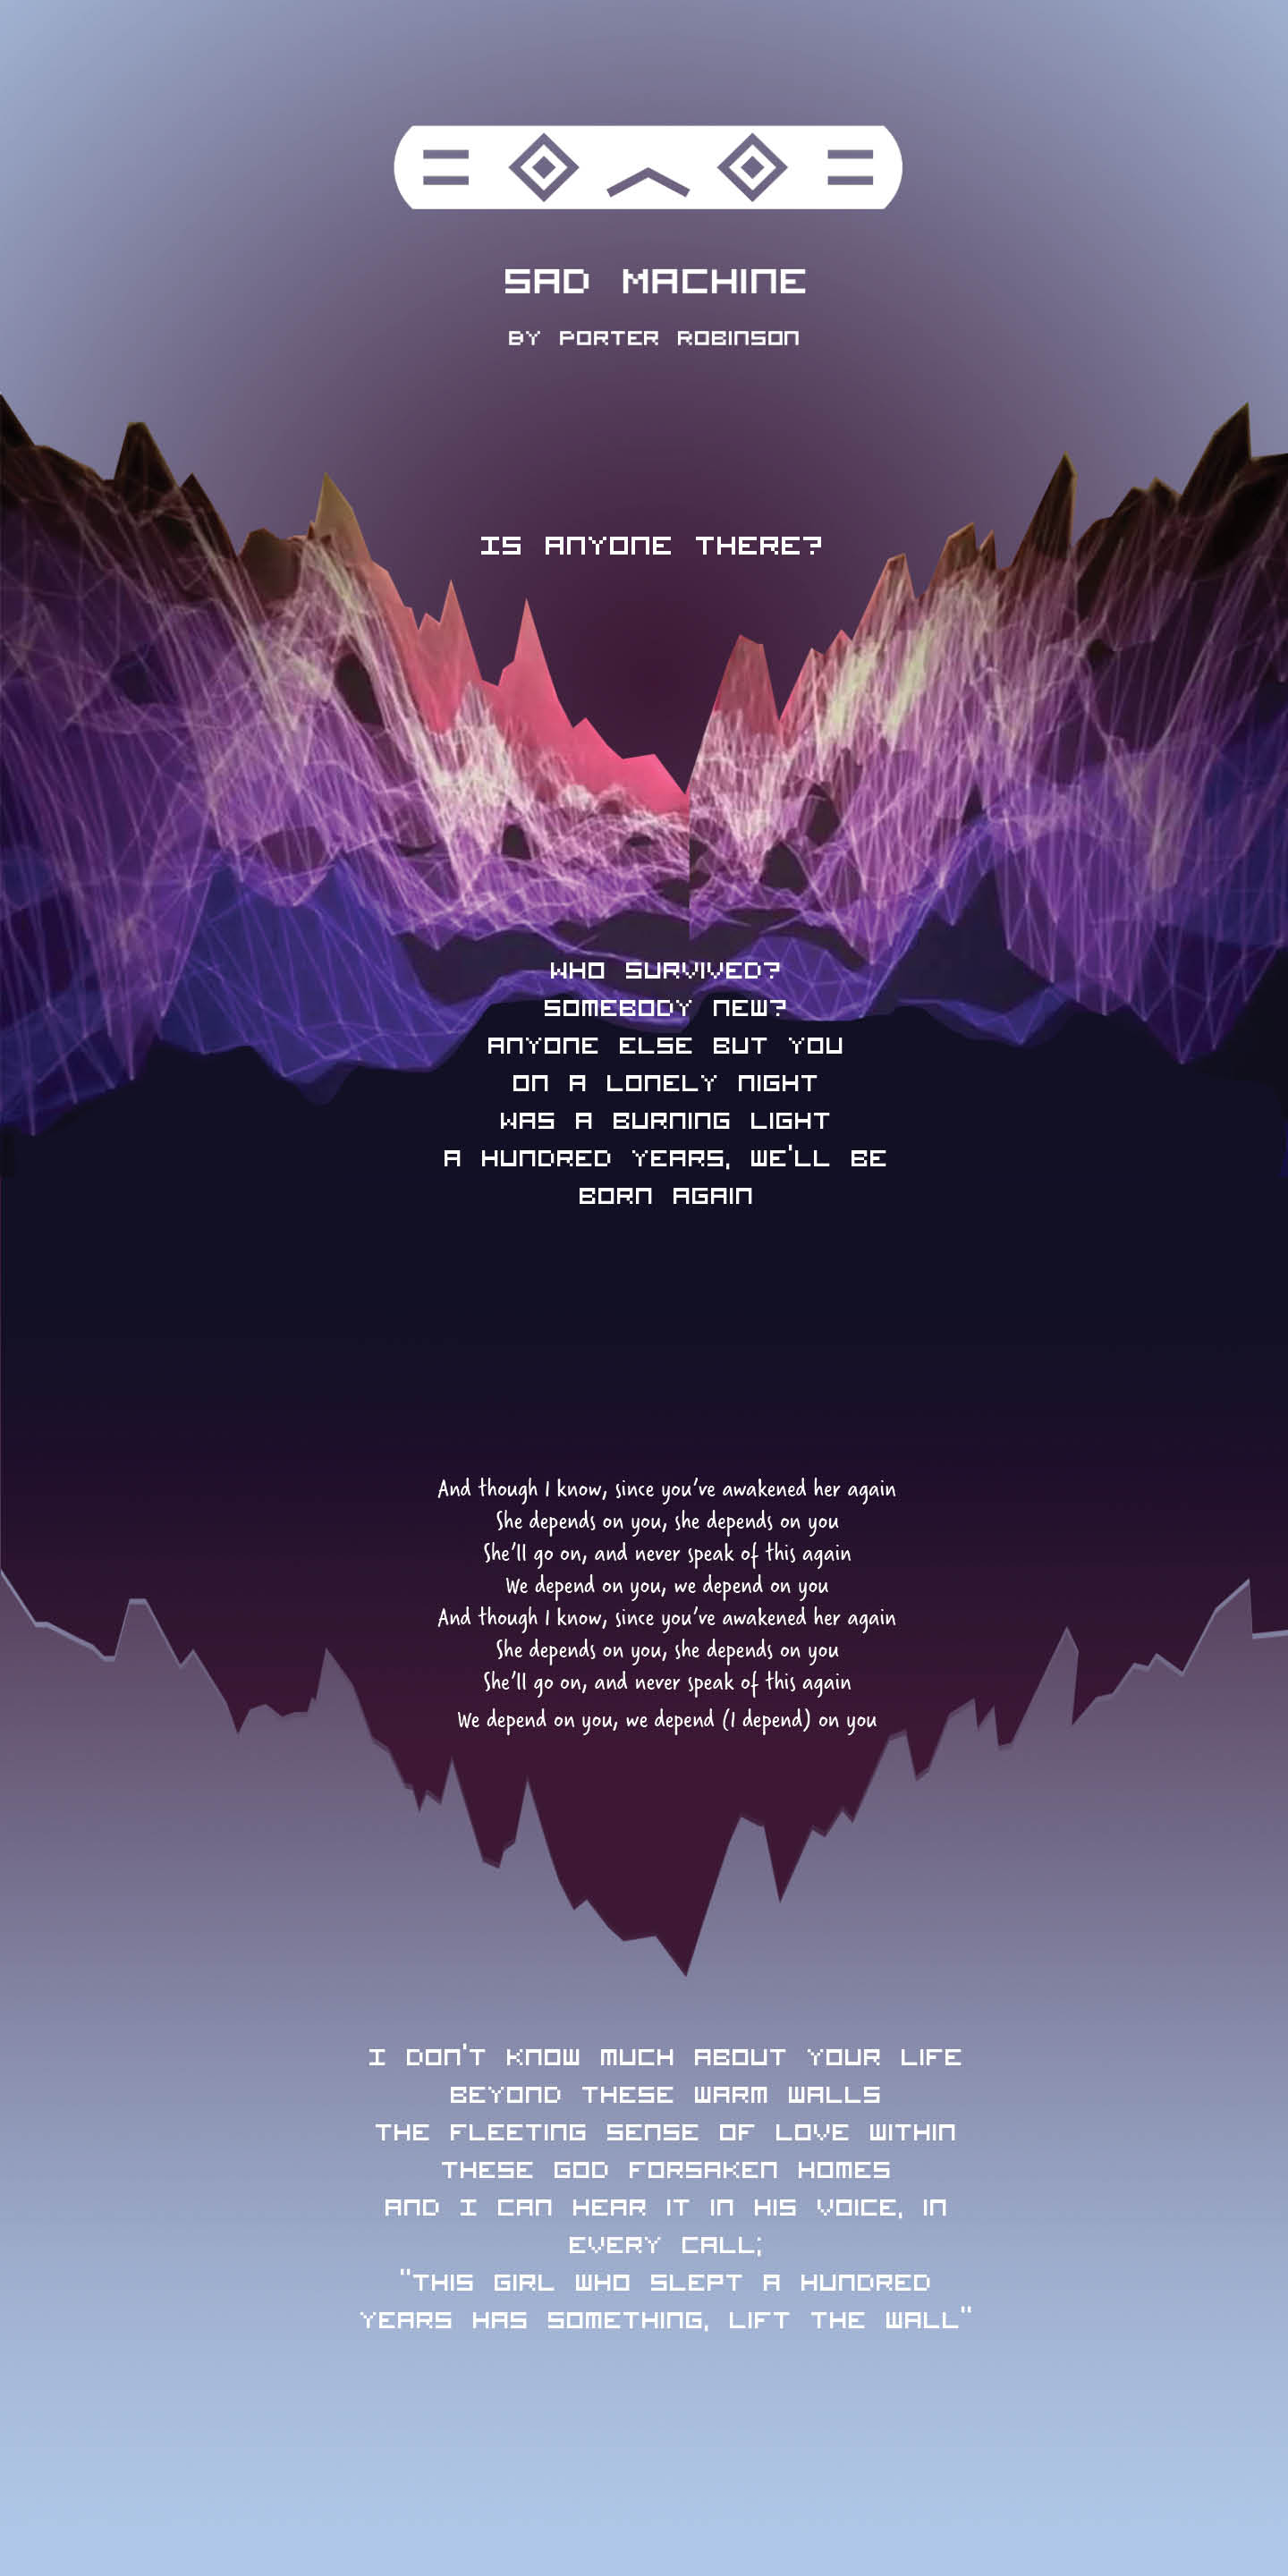 SAD MACHINE
BY PORTER ROBINSON
IS ANYONE THERE?
WHO SURVIVED?
SOMEBODY NEW?
ANYONE ELSE BUT YOU
ON A LONELY NIGHT
WAS A BURNING LIGHT
A HUNDRED YEARS, WE'LL BE
BORN AGAIN
And though I know, since you've awakened her again
She depends on you, she depends on you
She'll go on, and never speak of this again
We depend on you, we depend on you
And though I know, since you've awakened her again
She depends on you, she depends on you
She'll go on, and never speak of this again
We depend on you, we depend (I depend) on you
I DON'T KNOW MUCH ABOUT YOUR LIFE
BEYOND THESE WARM WALLS
THE FLEETING SENSE OF LOVE WITHIN
THESE GOD FORSAKEN HOMES
AND I CAN HEAR IT IN HIS VOICE, IN
EVERY CALL;
"THIS GIRL WHO SLEPT A HUNDRED
YEARS HAS SOMETHING, LIFT THE WALL"